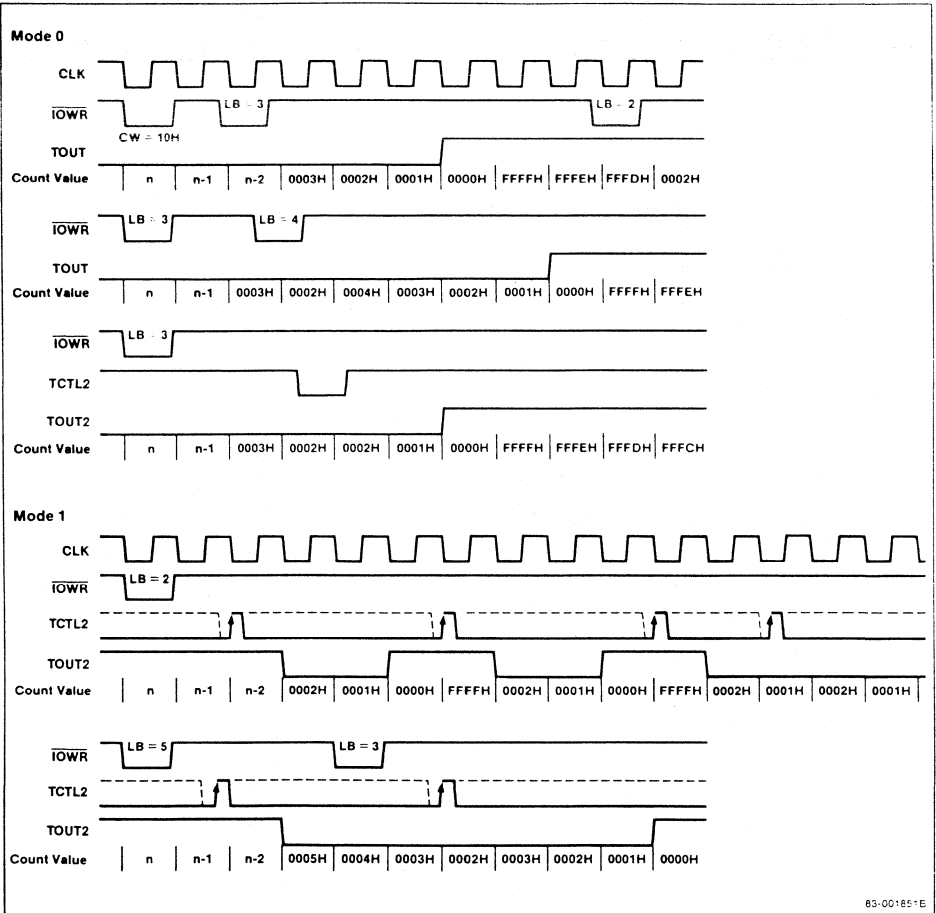 Mode 0
CLK
IOWR LB = 3 LB = 2
CW = 10H
TOUT
Count Value n n-1 n-2 0003H 0002H 0001H 0000H FFFFH FFFEH FFFDH 0002H
LB = 3 LB = 4
IOWR
TOUT
Count Value n n-1 0003H 0002H 0004H 0003H 0002H 0001H 0000H FFFFH FFFEH
LB = 3
IOWR
TCTL2
TOUT2
Count Value n n-1 0003H 0002H 0002H 0001H 0000H FFFFH FFFEH FFFDH FFFCH
Mode 1
CLK
LB = 2
IOWR
TCTL2
TOUT2
Count Value n n-1 n-2 0002H 0001H 0000H FFFFH 0002H 0001H 0000H FFFFH 0002H 0001H 0002H 0001H
LB = 5 LB = 3
IOWR
TCTL2
TOUT2
Count Value n n-1 n-2 0005H 0004H 0003H 0002H 0003H 0002H 0001H 0000H
83-001851E